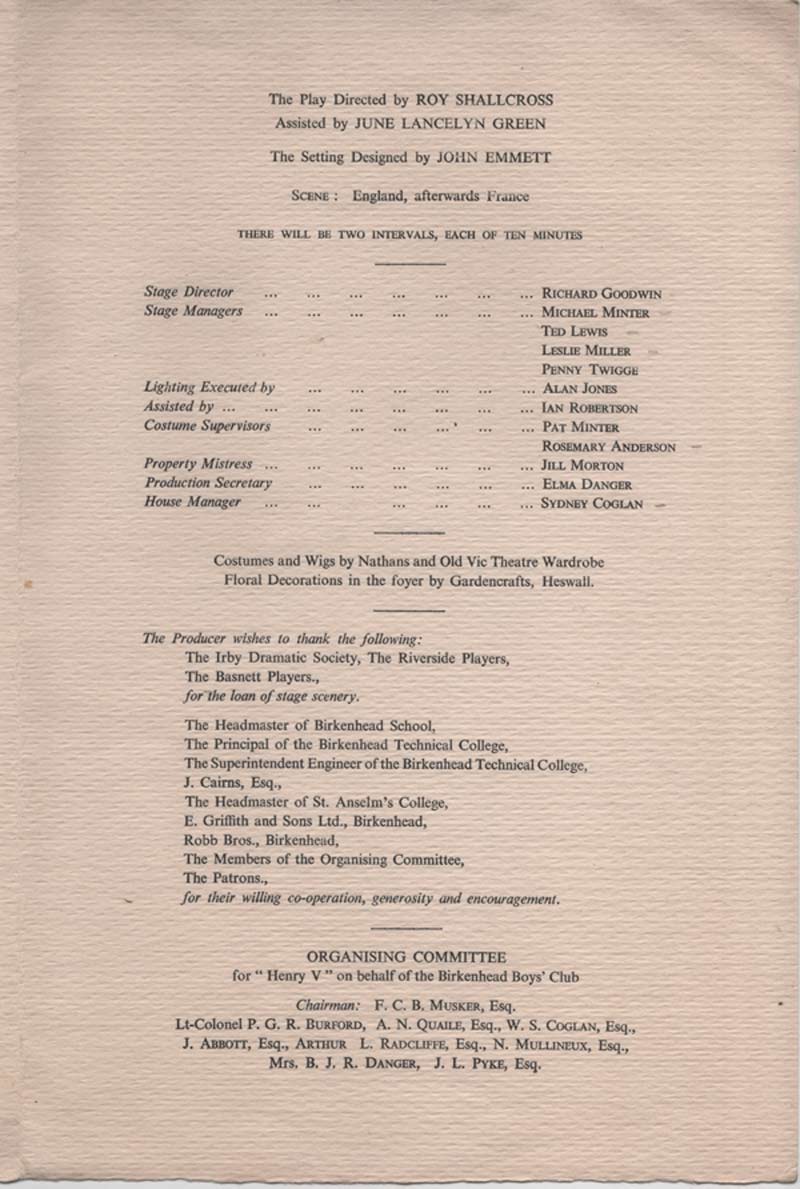 The Play Directed by ROY SHALLCROSS
Assisted by JUNE LANCELYN GREEN
The Setting Designed by JOHN EMMETT
SCENE : England, afterwards France
THERE WILL BE TWO INTERVALS, EACH OF TEN MINUTES
Stage Director ... ... ... ... ... ... ... RICHARD GOODWIN
Stage Managers ... ... ... ... ... ... ... MICHAEL MINTER
TED LEWIS
LESLIE MILLER
PENNY TWIGGE
Lighting Executed by ... ... ... ... ... ... ALAN JONES
Assisted by ... ... ... ... ... ... ... ... IAN ROBERTSON
Costume Supervisors ... ... ... ... ... ... PAT MINTER
ROSEMARY ANDERSON
Property Mistress ... ... ... ... ... ... ... JILL MORTON
Production Secretary ... ... ... ... ... ... ELMA DANGER
House Manager ... ... ... ... ... ... SYDNEY COGLAN
Costumes and Wigs by Nathans and Old Vic Theatre Wardrobe
Floral Decorations in the foyer by Gardencrafts, Heswall.
The Producer wishes to thank the following:
The Irby Dramatic Society, The Riverside Players,
The Basnett Players.,
for the loan of stage scenery.
The Headmaster of Birkenhead School,
The Principal of the Birkenhead Technical College,
The Superintendent Engineer of the Birkenhead Technical College,
J. Cairns, Esq.,
The Headmaster of St. Anselm's College,
E. Griffith and Sons Ltd., Birkenhead,
Robb Bros., Birkenhead,
The Members of the Organising Committee,
The Patrons.,
for their willing co-operation, generosity and encouragement.
ORGANISING COMMITTEE
for " Henry V " on behalf of the Birkenhead Boys' Club
Chairman: F. C. B. MUSKER, Esq.
Lt-Colonel P. G. R. BURFORD, A. N. QUAILE, Esq., W. S. COGLAN, Esq.,
J. ABBOTT, Esq., ARTHUR L. RADCLIFFE, Esq., N. MULLINEUX, Esq.,
Mrs. B. J. R. DANGER, J. L. PYKE, Esq.